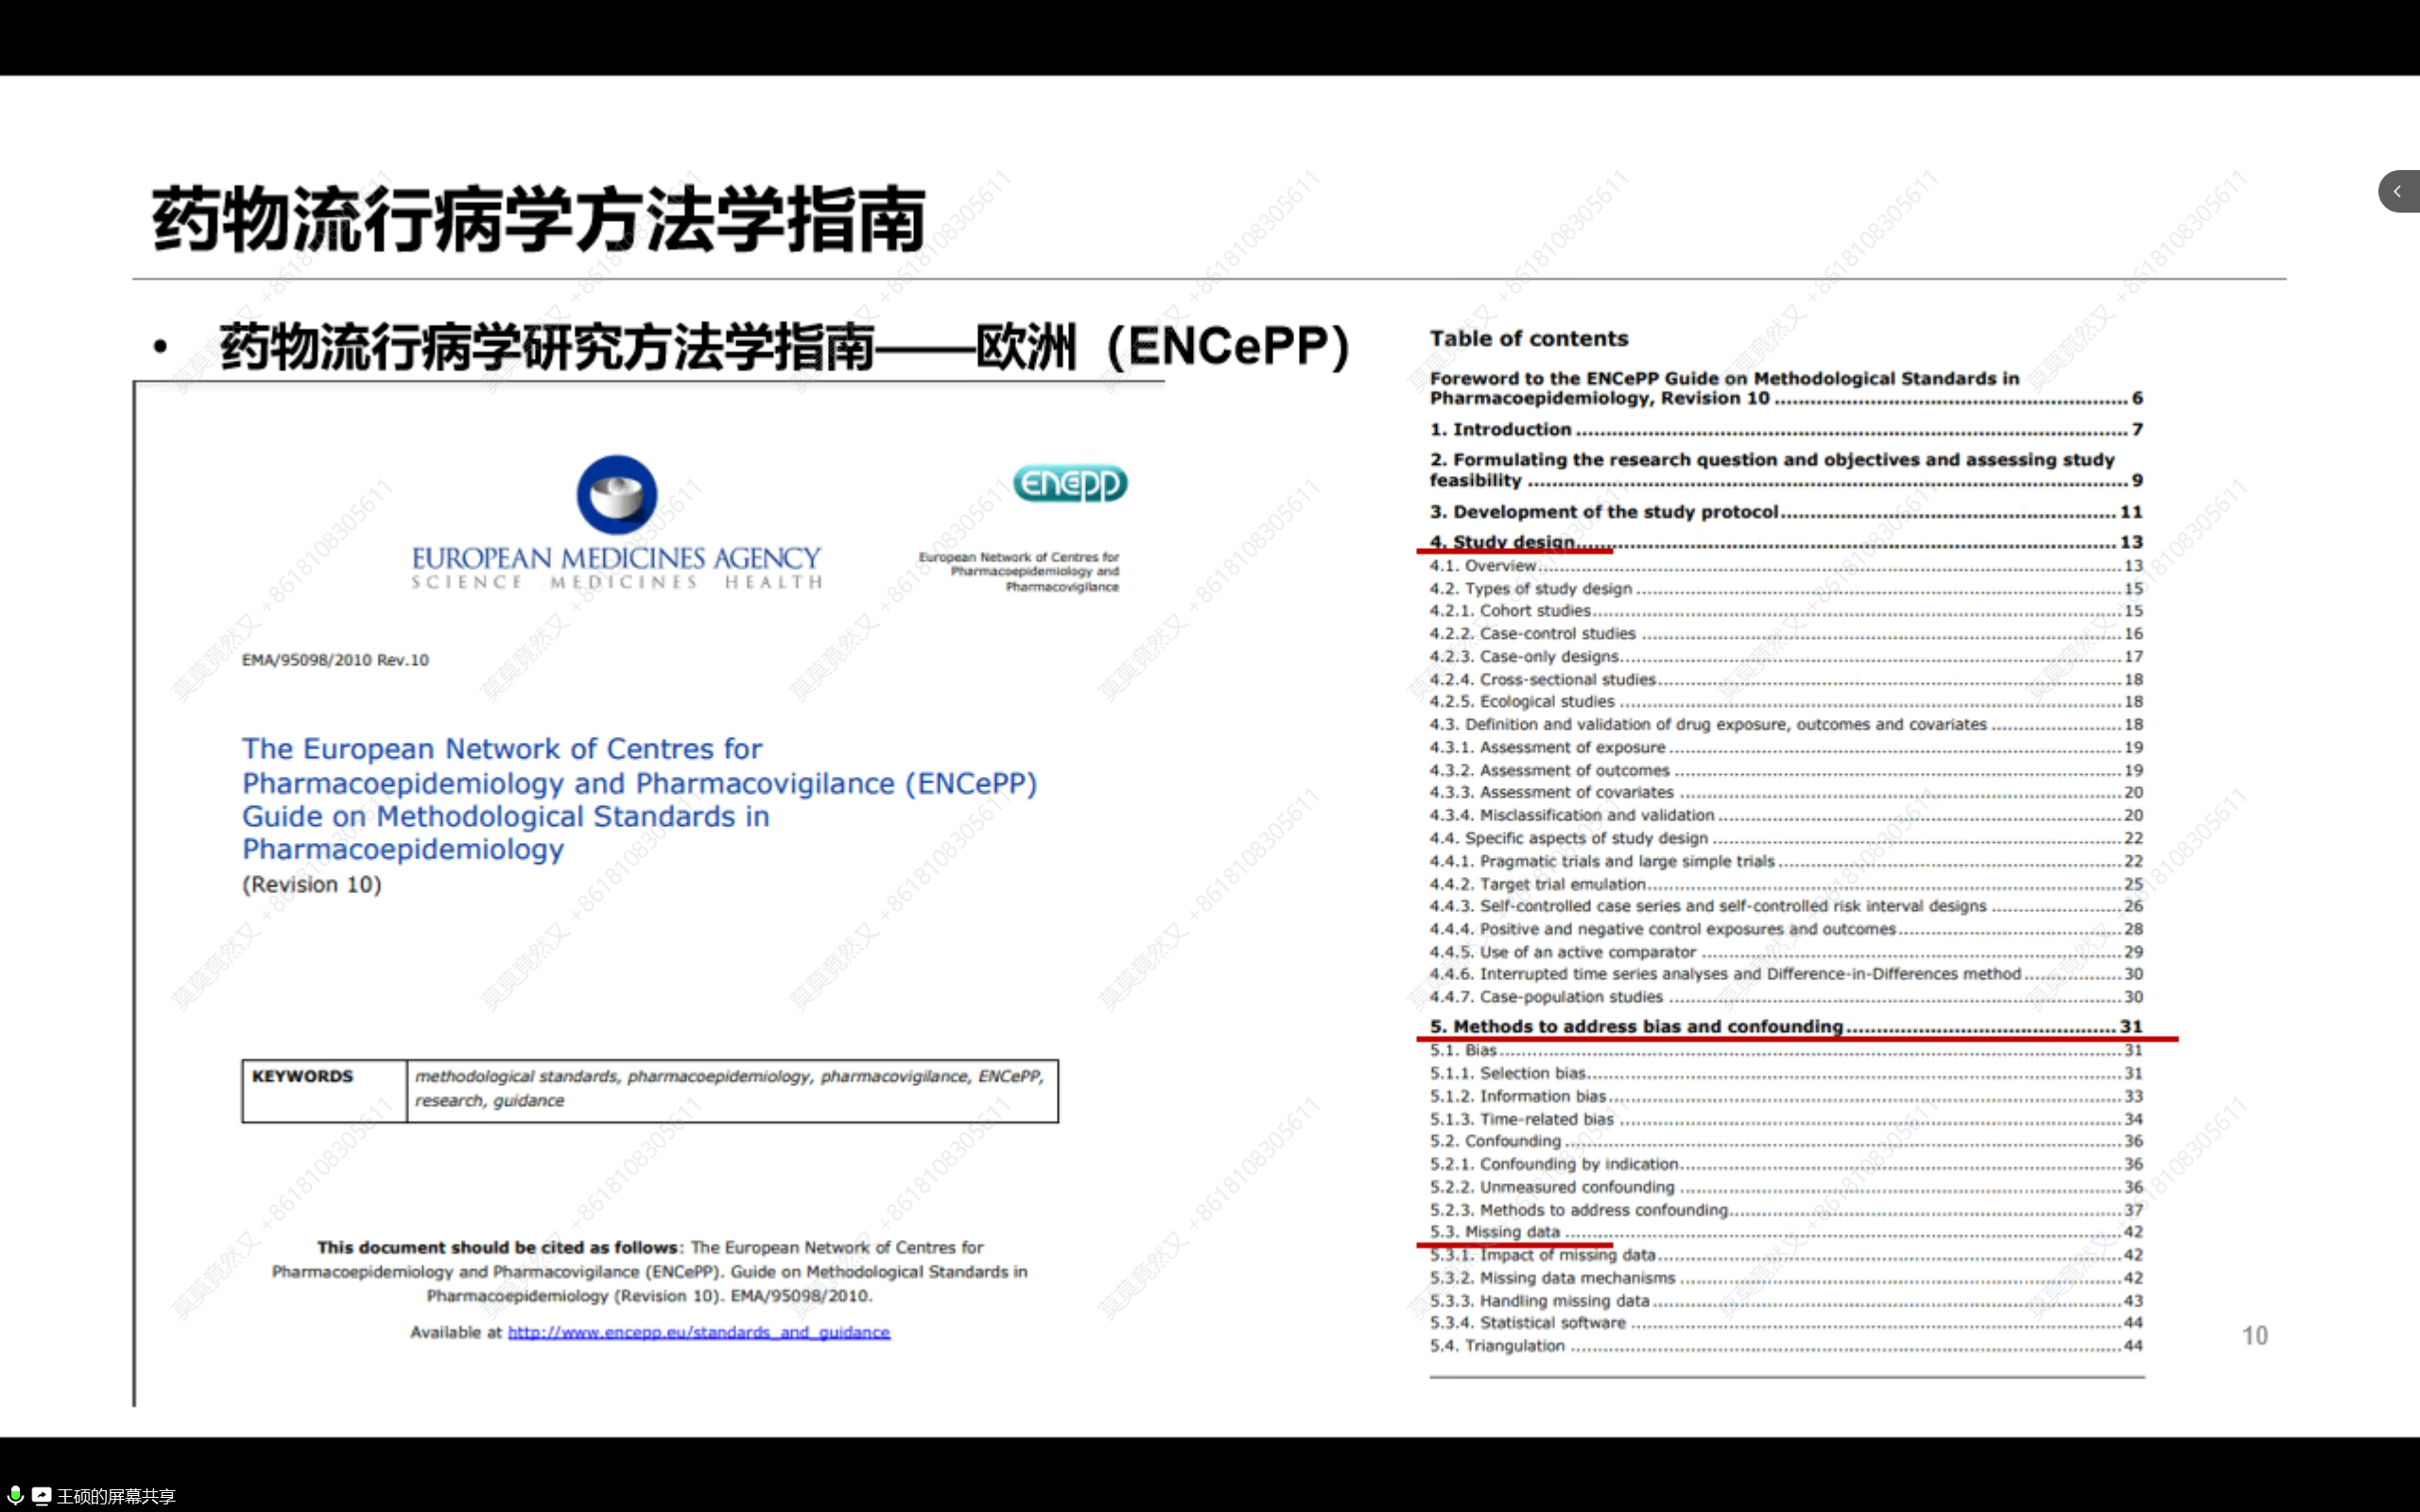 药物流行病学方法学指南
• 药物流行病学研究方法学指南——欧洲（ENCePP）
EUROPEAN MEDICINES AGENCY
SCIENCE MEDICINES HEALTH
encepp
European Network of Centres for
Pharmacoepidemiology and
Pharmacovigilance
EMA/95098/2010 Rev.10
The European Network of Centres for
Pharmacoepidemiology and Pharmacovigilance (ENCePP)
Guide on Methodological Standards in
Pharmacoepidemiology
(Revision 10)
KEYWORDS
methodological standards, pharmacoepidemiology, pharmacovigilance, ENCePP,
research, guidance
This document should be cited as follows: The European Network of Centres for
Pharmacoepidemiology and Pharmacovigilance (ENCePP). Guide on Methodological Standards in
Pharmacoepidemiology (Revision 10). EMA/95098/2010.
Available at http://www.encepp.eu/standards_and_guidance
Table of contents
Foreword to the ENCePP Guide on Methodological Standards in
Pharmacoepidemiology, Revision 10 ... 6
1. Introduction ... 7
2. Formulating the research question and objectives and assessing study
feasibility ... 9
3. Development of the study protocol ... 11
4. Study design ... 13
4.1. Overview ... 13
4.2. Types of study design ... 15
4.2.1. Cohort studies ... 15
4.2.2. Case-control studies ... 16
4.2.3. Case-only designs ... 17
4.2.4. Cross-sectional studies ... 18
4.2.5. Ecological studies ... 18
4.3. Definition and validation of drug exposure, outcomes and covariates ... 18
4.3.1. Assessment of exposure ... 19
4.3.2. Assessment of outcomes ... 19
4.3.3. Assessment of covariates ... 20
4.3.4. Misclassification and validation ... 20
4.4. Specific aspects of study design ... 22
4.4.1. Pragmatic trials and large simple trials ... 22
4.4.2. Target trial emulation ... 25
4.4.3. Self-controlled case series and self-controlled risk interval designs ... 26
4.4.4. Positive and negative control exposures and outcomes ... 28
4.4.5. Use of an active comparator ... 29
4.4.6. Interrupted time series analyses and Difference-in-Differences method ... 30
4.4.7. Case-population studies ... 30
5. Methods to address bias and confounding ... 31
5.1. Bias ... 31
5.1.1. Selection bias ... 31
5.1.2. Information bias ... 33
5.1.3. Time-related bias ... 34
5.2. Confounding ... 36
5.2.1. Confounding by indication ... 36
5.2.2. Unmeasured confounding ... 36
5.2.3. Methods to address confounding ... 37
5.3. Missing data ... 42
5.3.1. Impact of missing data ... 42
5.3.2. Missing data mechanisms ... 42
5.3.3. Handling missing data ... 43
5.3.4. Statistical software ... 44
5.4. Triangulation ... 44
10
莫莫竟然又 +8618108305611
王硕的屏幕共享